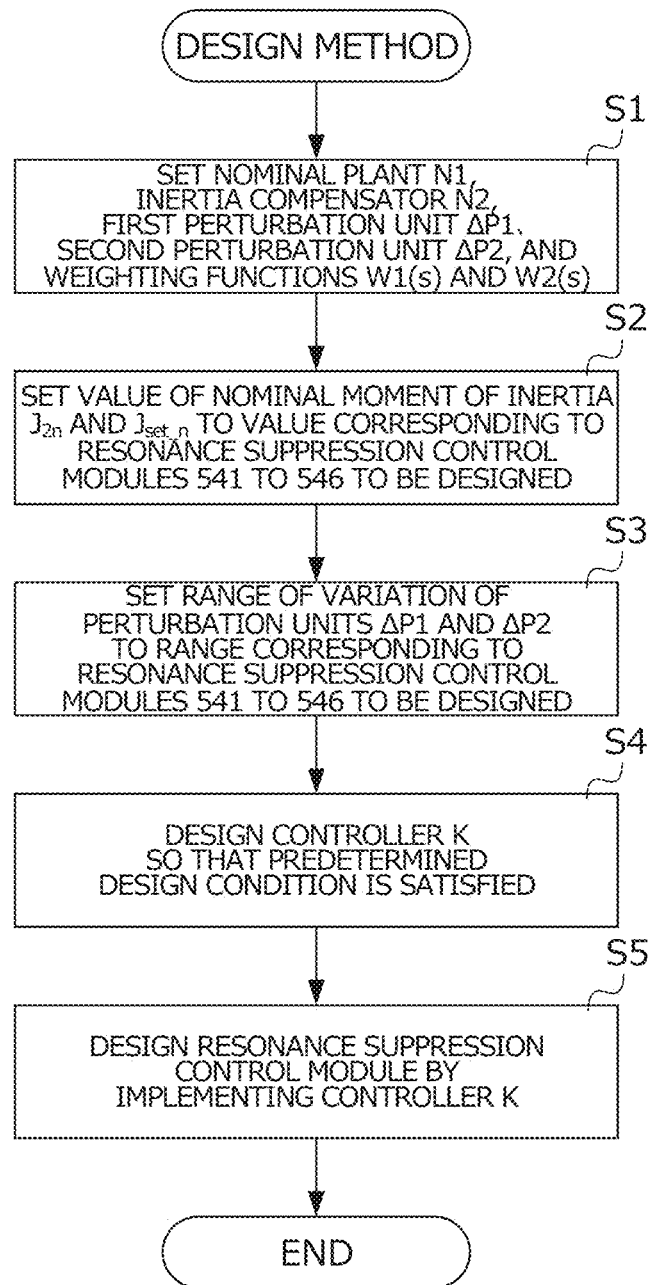 DESIGN METHOD
S1
SET NOMINAL PLANT N1,
INERTIA COMPENSATOR N2,
FIRST PERTURBATION UNIT ΔP1,
SECOND PERTURBATION UNIT ΔP2, AND
WEIGHTING FUNCTIONS W1(s) AND W2(s)
S2
SET VALUE OF NOMINAL MOMENT OF INERTIA
J2n AND Jset_n TO VALUE CORRESPONDING TO
RESONANCE SUPPRESSION CONTROL
MODULES 541 TO 546 TO BE DESIGNED
S3
SET RANGE OF VARIATION OF
PERTURBATION UNITS ΔP1 AND ΔP2
TO RANGE CORRESPONDING TO
RESONANCE SUPPRESSION CONTROL
MODULES 541 TO 546 TO BE DESIGNED
S4
DESIGN CONTROLLER K
SO THAT PREDETERMINED
DESIGN CONDITION IS SATISFIED
S5
DESIGN RESONANCE SUPPRESSION
CONTROL MODULE BY
IMPLEMENTING CONTROLLER K
END